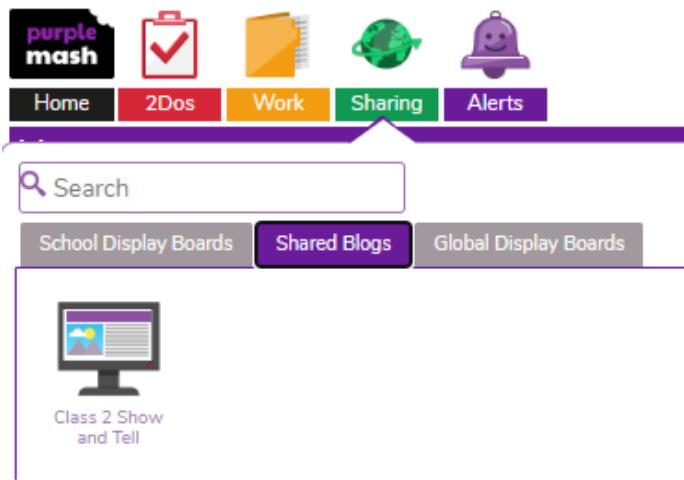 purple
mash
Home 2Dos Work Sharing Alerts
Search
School Display Boards Shared Blogs Global Display Boards
Class 2 Show
and Tell